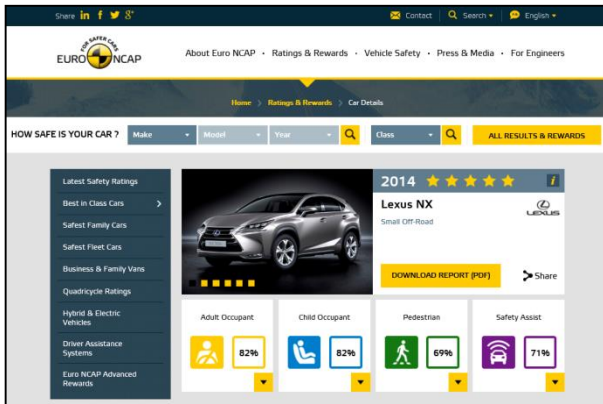 Share in f 8⁺
Contact Search English
FOR SAFER CARS
EURO NCAP
About Euro NCAP • Ratings & Rewards • Vehicle Safety • Press & Media • For Engineers
Home > Ratings & Rewards > Car Details
HOW SAFE IS YOUR CAR ? Make Model Year Class ALL RESULTS & REWARDS
Latest Safety Ratings
Best in Class Cars >
Safest Family Cars
Safest Fleet Cars
Business & Family Vans
Quadricycle Ratings
Hybrid & Electric
Vehicles
Driver Assistance
Systems
Euro NCAP Advanced
Rewards
2014 i
Lexus NX
LEXUS
Small Off-Road
DOWNLOAD REPORT (PDF) Share
Adult Occupant Child Occupant Pedestrian Safety Assist
82% 82% 69% 71%